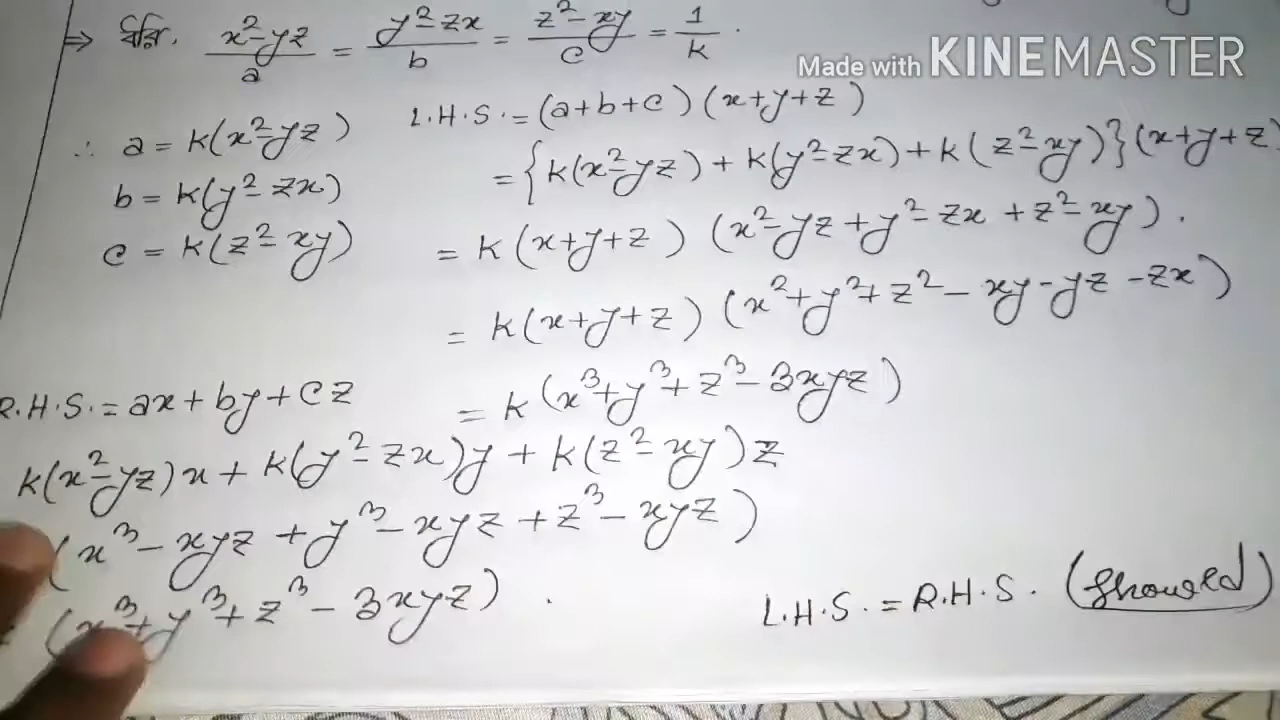 ⇒ ধরি, (x²-yz)/a = (y²-zx)/b = (z²-xy)/c = 1/k.
Made with KINEMASTER
∴ a = k(x²-yz)
b = k(y²-zx)
c = k(z²-xy)
L.H.S. = (a+b+c)(x+y+z)
= {k(x²-yz)+k(y²-zx)+k(z²-xy)}(x+y+z)
= k(x+y+z)(x²-yz+y²-zx+z²-xy).
= k(x+y+z)(x²+y²+z²-xy-yz-zx)
= k(x³+y³+z³-3xyz)
R.H.S. = ax+by+cz
k(x²-yz)x+k(y²-zx)y+k(z²-xy)z
(x³-xyz+y³-xyz+z³-xyz)
(x³+y³+z³-3xyz).
L.H.S. = R.H.S. (Showed)